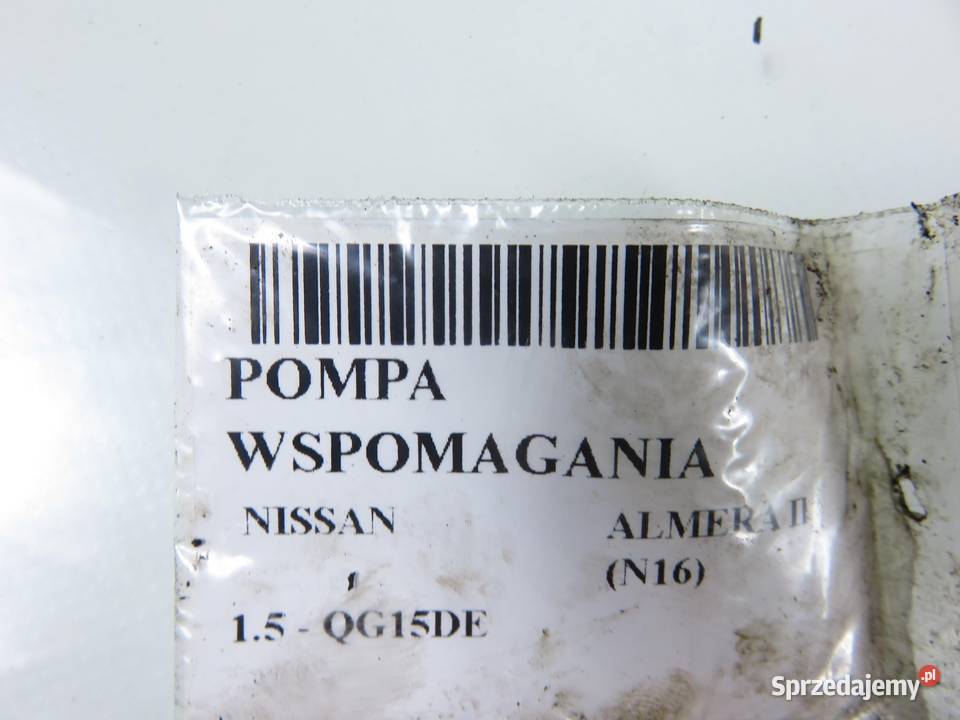 POMPA
WSPOMAGANIA
NISSAN ALMERA II
(N16)
1.5 - QG15DE
Sprzedajemy.pl